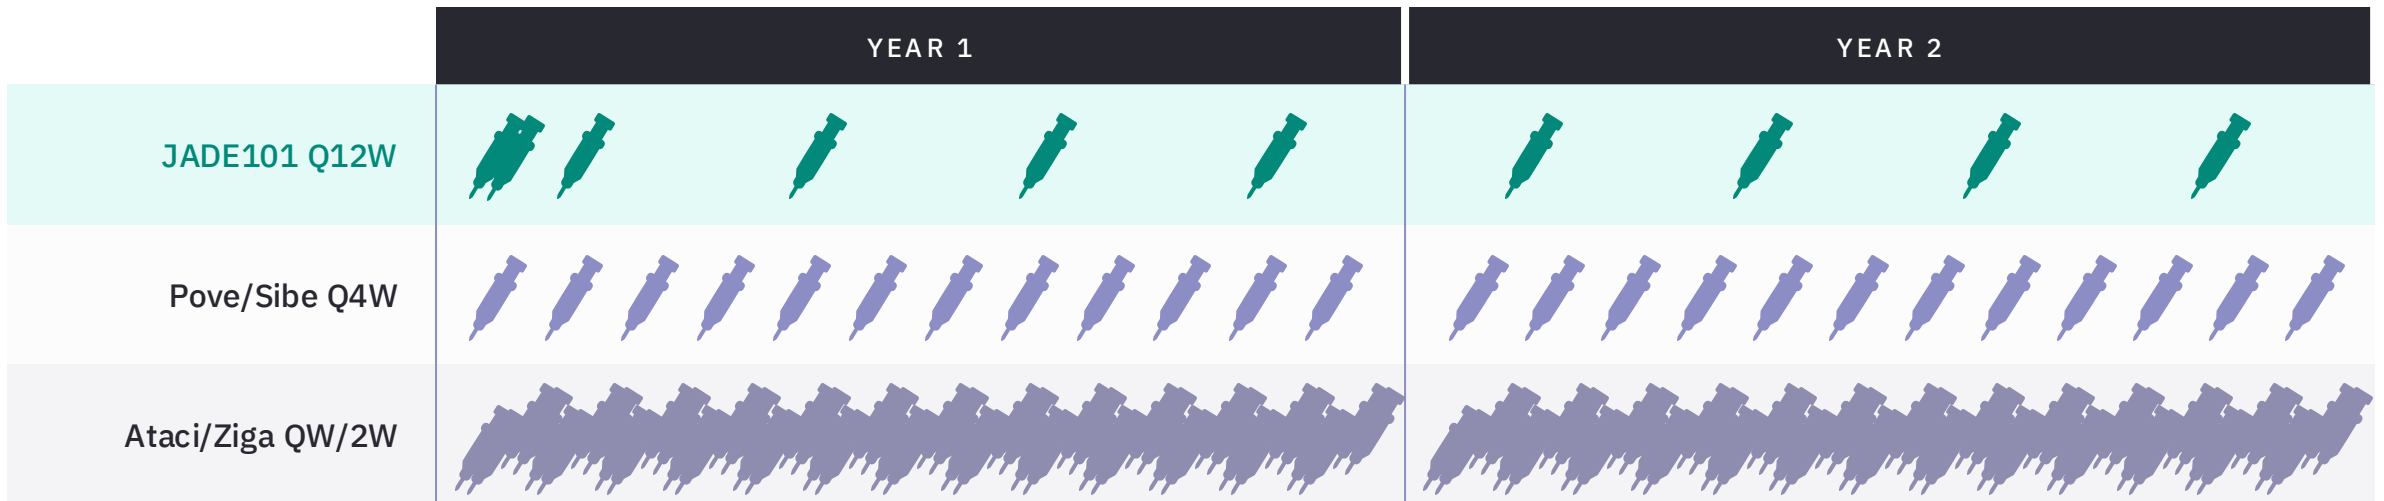 YEAR 1
YEAR 2
JADE101 Q12W
Pove/Sibe Q4W
Ataci/Ziga QW/2W